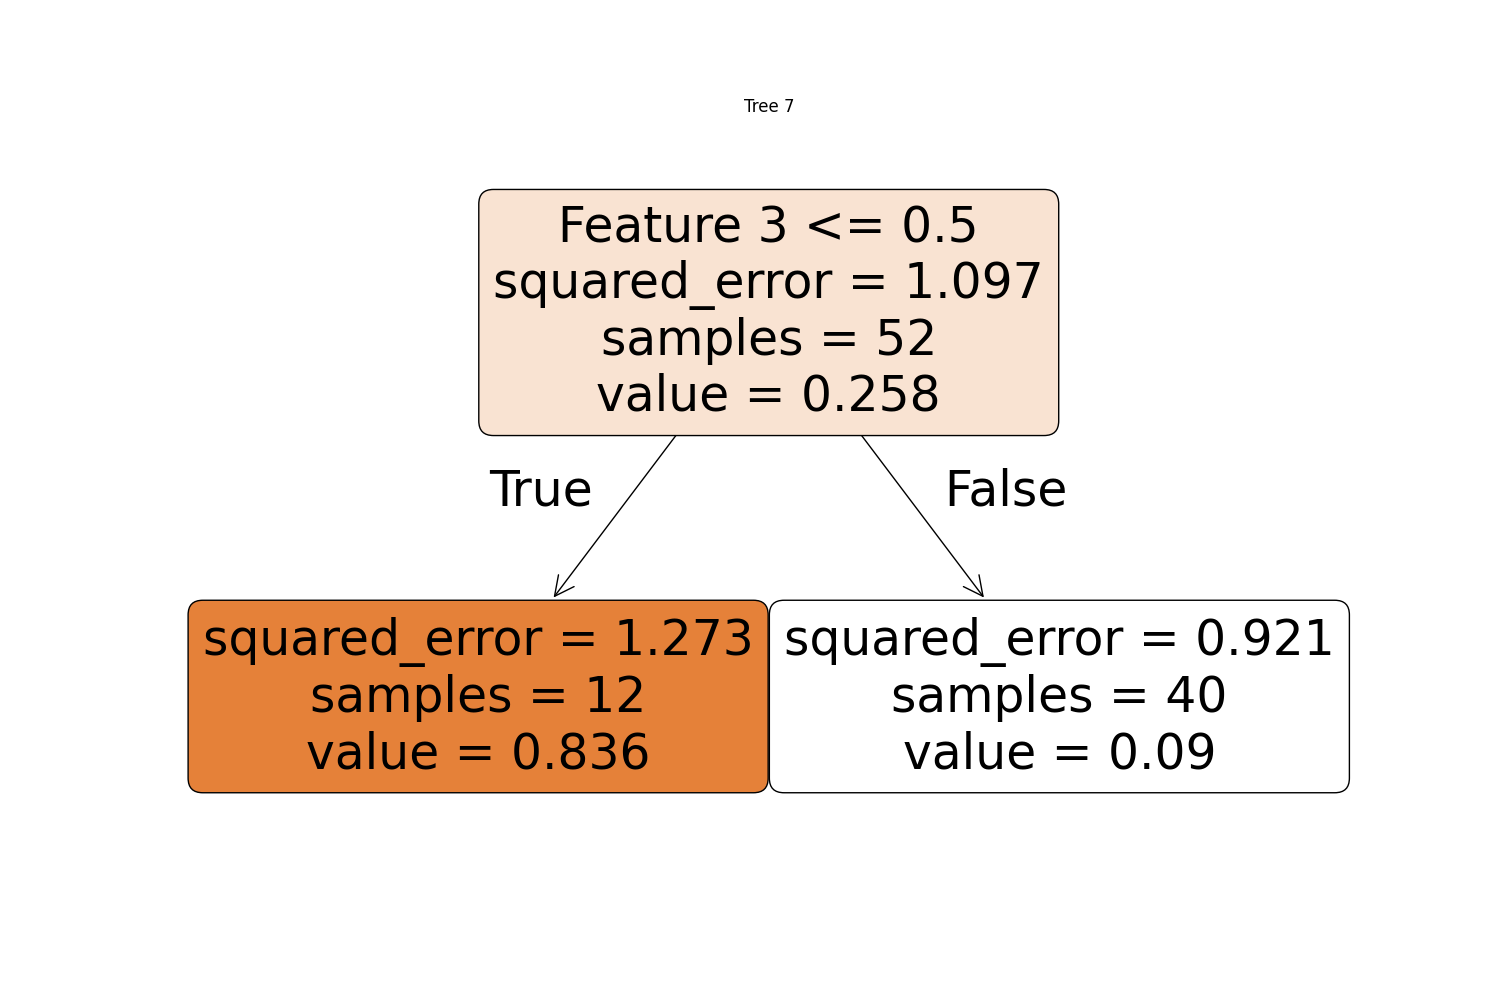 Tree 7
Feature 3 <= 0.5
squared_error = 1.097
samples = 52
value = 0.258
True
False
squared_error = 1.273
samples = 12
value = 0.836
squared_error = 0.921
samples = 40
value = 0.09